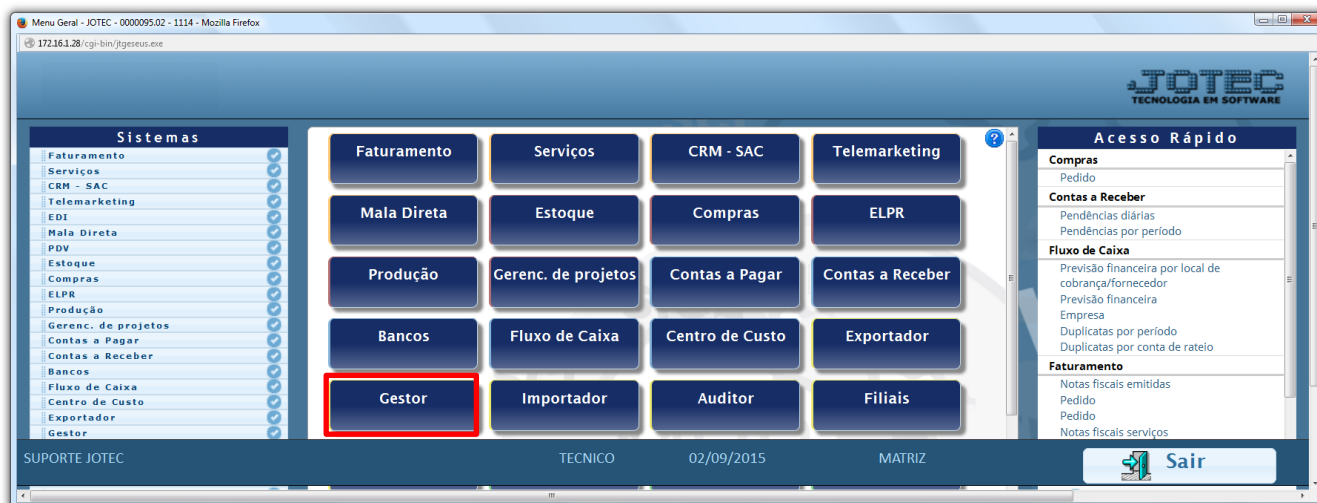 Menu Geral - JOTEC - 0000095.02 - 1114 - Mozilla Firefox
172.16.1.28/cgi-bin/jtgeseus.exe
JOTEC
TECNOLOGIA EM SOFTWARE
Sistemas
Faturamento
Serviços
CRM - SAC
Telemarketing
EDI
Mala Direta
PDV
Estoque
Compras
ELPR
Produção
Gerenc. de projetos
Contas a Pagar
Contas a Receber
Bancos
Fluxo de Caixa
Centro de Custo
Exportador
Gestor
Faturamento Serviços CRM - SAC Telemarketing
Mala Direta Estoque Compras ELPR
Produção Gerenc. de projetos Contas a Pagar Contas a Receber
Bancos Fluxo de Caixa Centro de Custo Exportador
Gestor Importador Auditor Filiais
?
Acesso Rápido
Compras
Pedido
Contas a Receber
Pendências diárias
Pendências por período
Fluxo de Caixa
Previsão financeira por local de
cobrança/fornecedor
Previsão financeira
Empresa
Duplicatas por período
Duplicatas por conta de rateio
Faturamento
Notas fiscais emitidas
Pedido
Pedido
Notas fiscais serviços
SUPORTE JOTEC TECNICO 02/09/2015 MATRIZ Sair